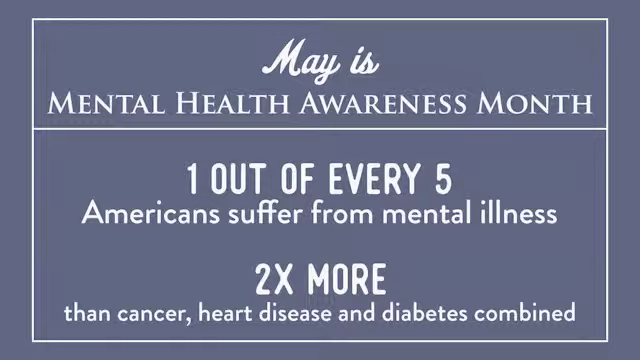 May is
Mental Health Awareness Month
1 OUT OF EVERY 5
Americans suffer from mental illness
2X MORE
than cancer, heart disease and diabetes combined